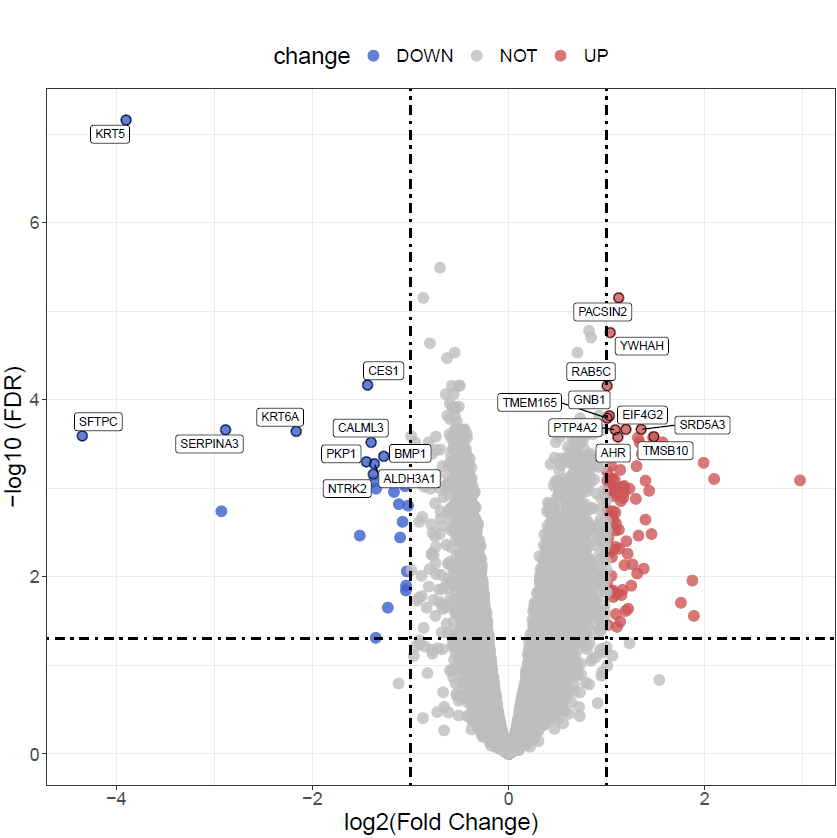 change DOWN NOT UP
KRT5
6
PACSIN2
YWHAH
CES1
RAB5C
4
TMEM165
GNB1
KRT6A
EIF4G2
SFTPC
CALML3
PTP4A2
SRD5A3
SERPINA3
PKP1
BMP1
AHR
TMSB10
ALDH3A1
NTRK2
2
0
−log10 (FDR)
−4 −2 0 2
log2(Fold Change)